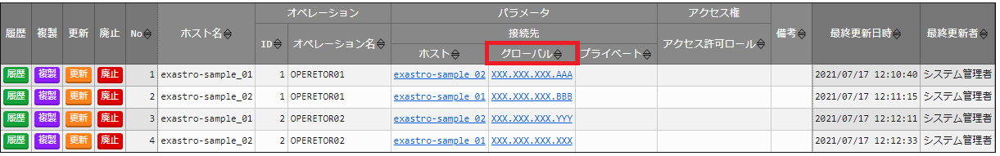 オペレーション パラメータ アクセス権
履歴 複製 更新 廃止 No ホスト名 ID オペレーション名 接続先 アクセス許可ロール 備考 最終更新日時 最終更新者
ホスト グローバル プライベート
履歴 複製 更新 廃止 1 exastro-sample_01 1 OPERETOR01 exastro-sample_02 XXX.XXX.XXX.AAA 2021/07/17 12:10:40 システム管理者
履歴 複製 更新 廃止 2 exastro-sample_02 1 OPERETOR01 exastro-sample_01 XXX.XXX.XXX.BBB 2021/07/17 12:11:15 システム管理者
履歴 複製 更新 廃止 3 exastro-sample_01 2 OPERETOR02 exastro-sample_02 XXX.XXX.XXX.YYY 2021/07/17 12:12:11 システム管理者
履歴 複製 更新 廃止 4 exastro-sample_02 2 OPERETOR02 exastro-sample_01 XXX.XXX.XXX.XXX 2021/07/17 12:12:33 システム管理者